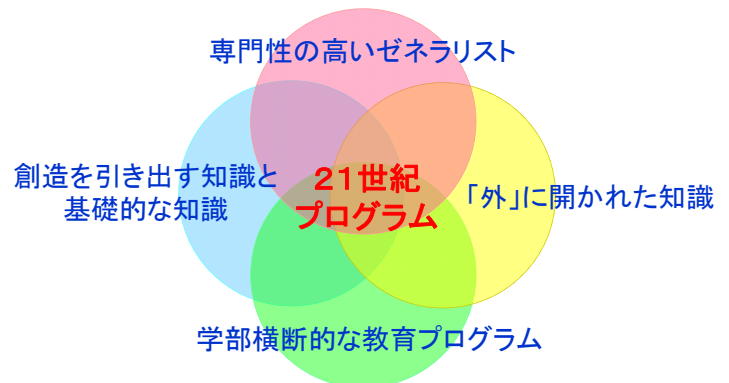 専門性の高いゼネラリスト
創造を引き出す知識と
基礎的な知識
21世紀
プログラム
「外」に開かれた知識
学部横断的な教育プログラム